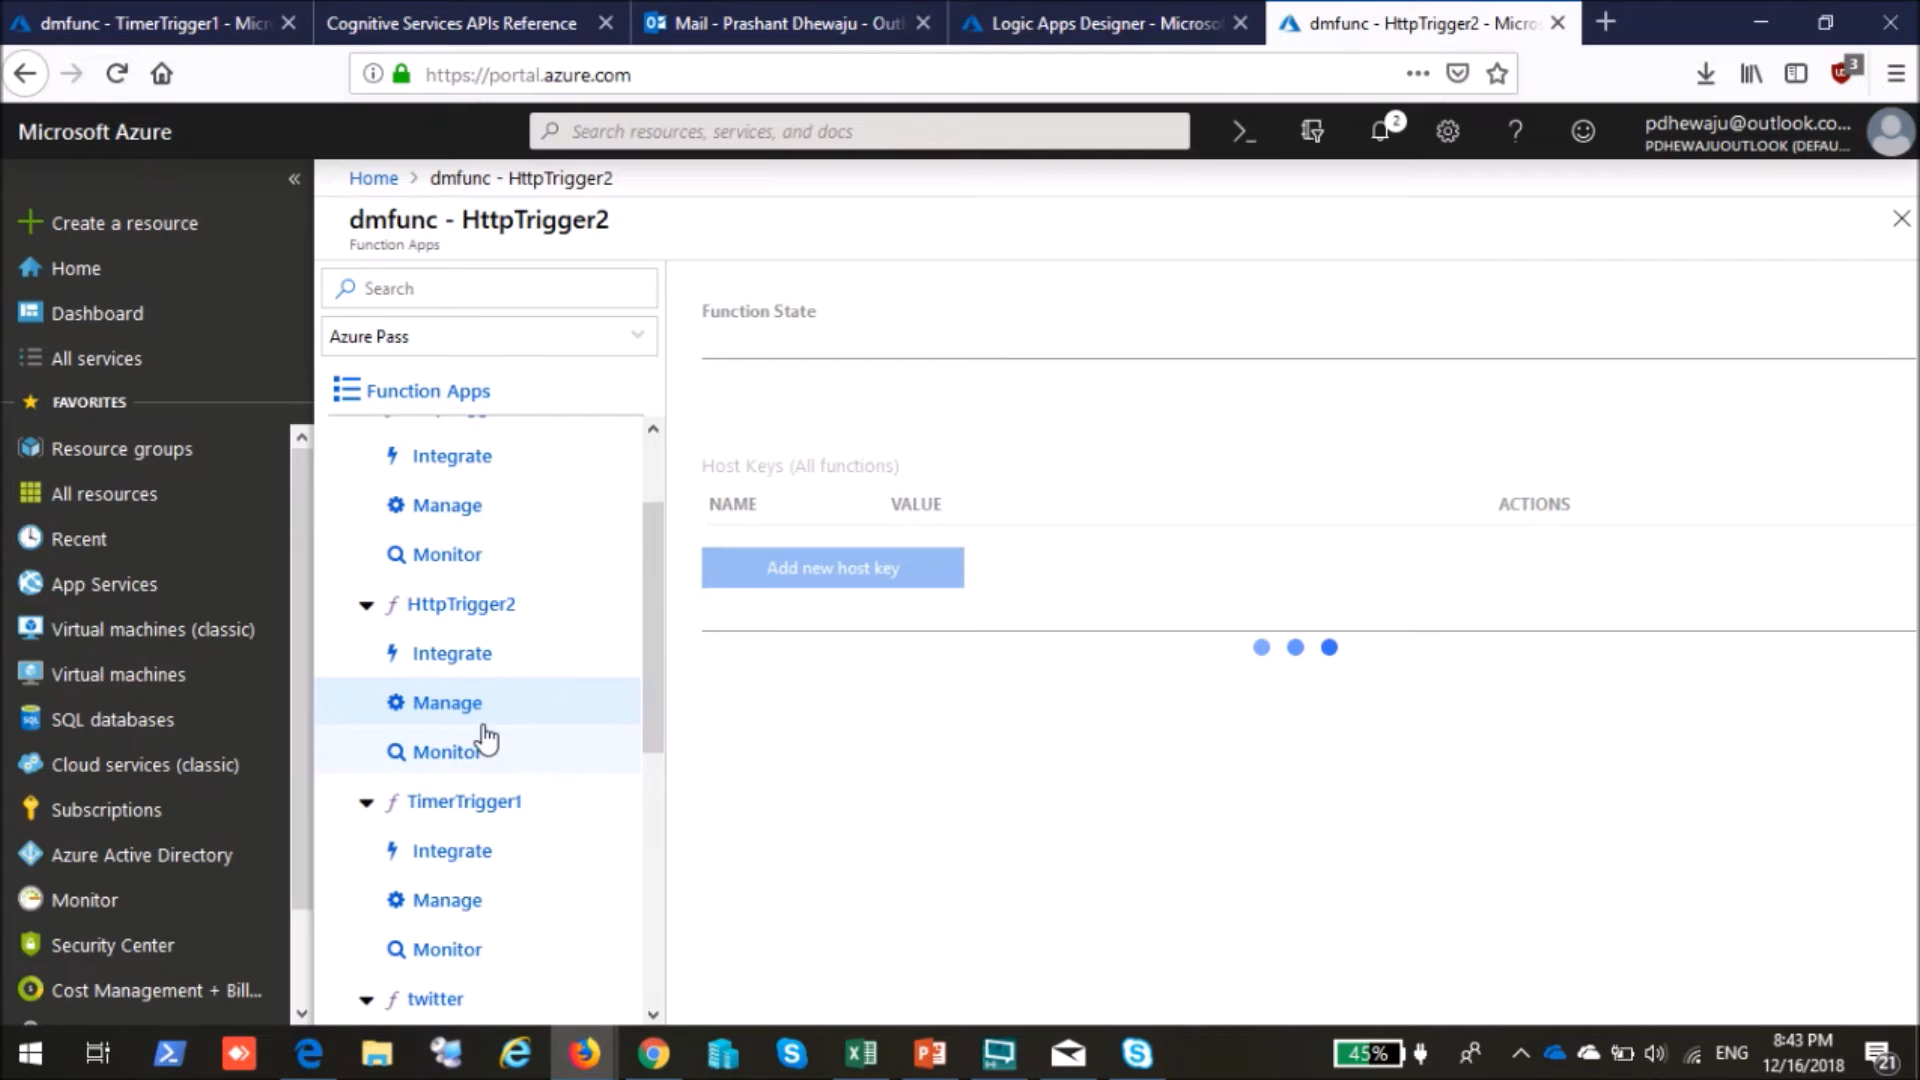 dmfunc - TimerTrigger1 - Micr
Cognitive Services APIs Reference
Mail - Prashant Dhewaju - Outl
Logic Apps Designer - Microsof
dmfunc - HttpTrigger2 - Micros
https://portal.azure.com
3
Microsoft Azure
Search resources, services, and docs
2
pdhewaju@outlook.co...
PDHEWAJUOUTLOOK (DEFAU...
Home > dmfunc - HttpTrigger2
dmfunc - HttpTrigger2
Function Apps
Create a resource
Home
Dashboard
All services
FAVORITES
Resource groups
All resources
Recent
App Services
Virtual machines (classic)
Virtual machines
SQL databases
Cloud services (classic)
Subscriptions
Azure Active Directory
Monitor
Security Center
Cost Management + Bill...
Search
Azure Pass
Function Apps
Integrate
Manage
Monitor
HttpTrigger2
Integrate
Manage
Monitor
TimerTrigger1
Integrate
Manage
Monitor
twitter
Function State
Host Keys (All functions)
NAME VALUE ACTIONS
Add new host key
45%
ENG
8:43 PM
12/16/2018
21